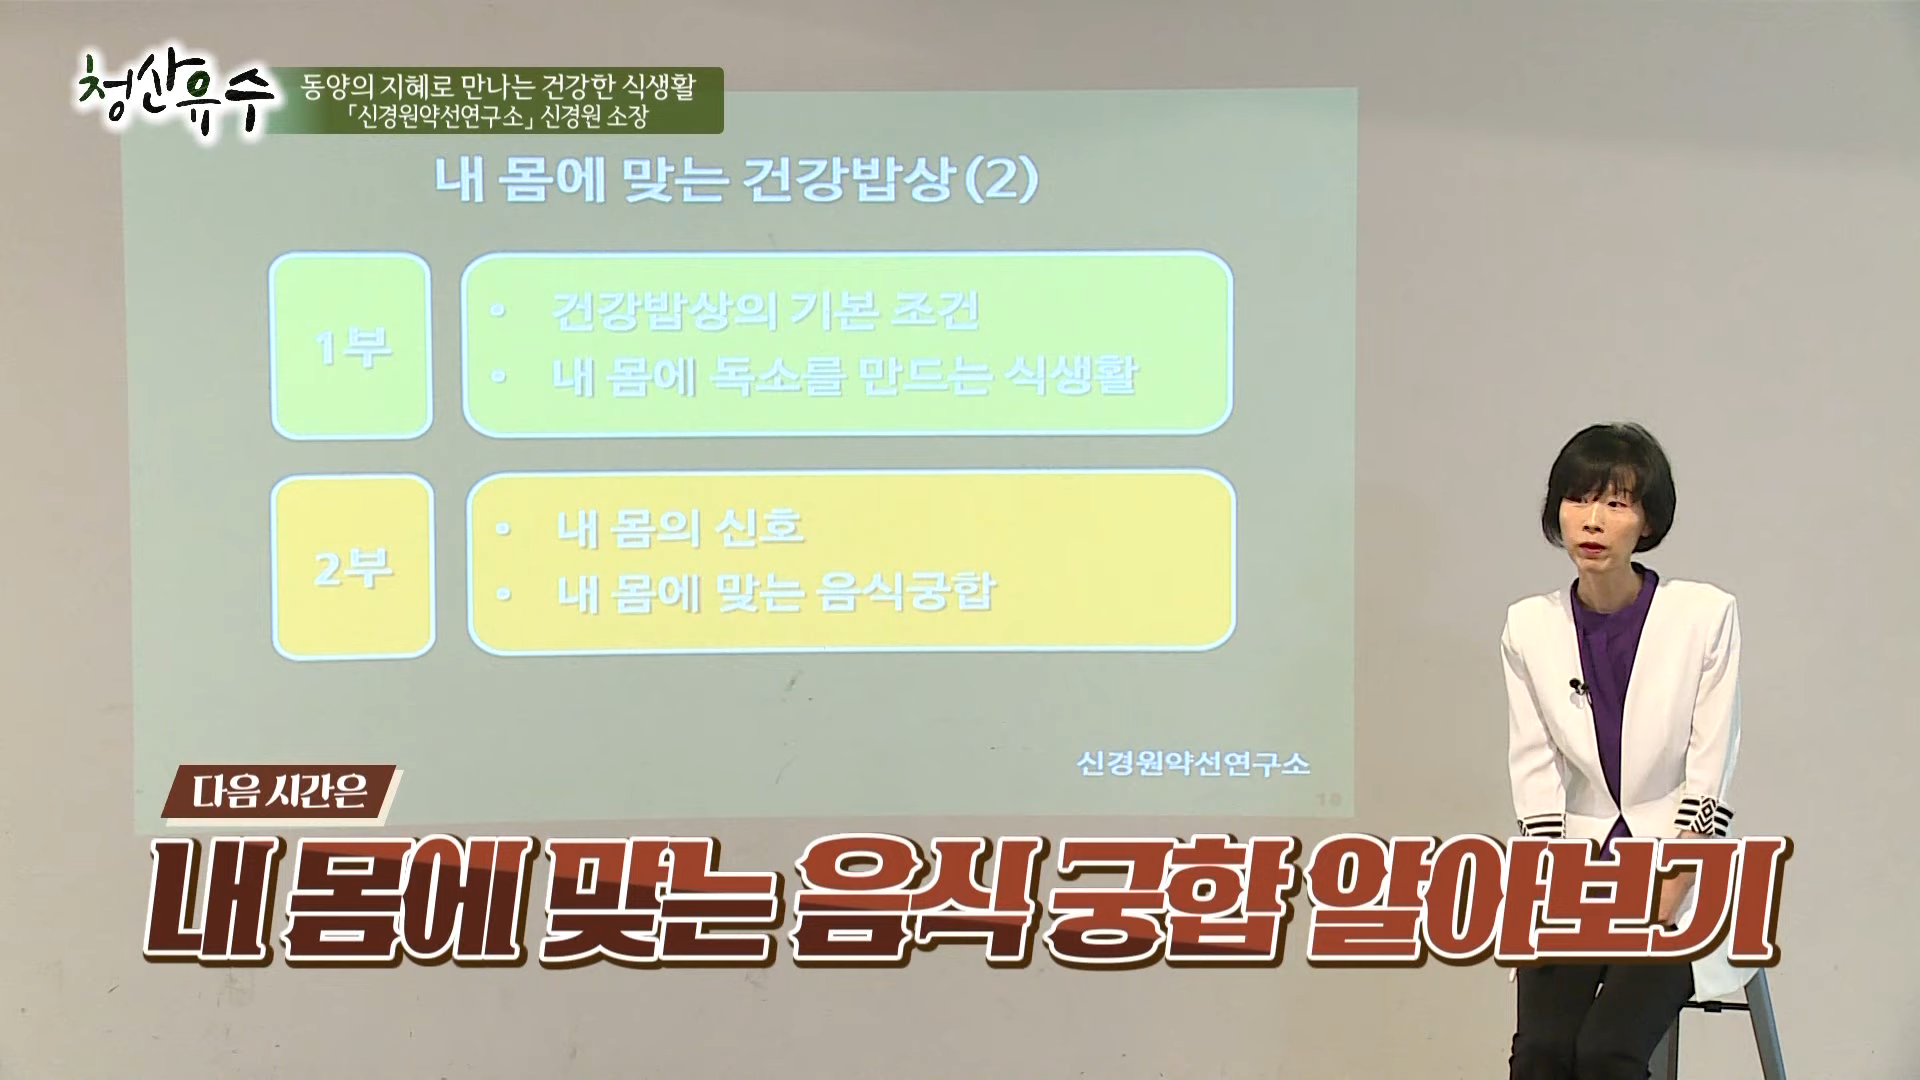 청산유수
동양의 지혜로 만나는 건강한 식생활
「신경원약선연구소」 신경원 소장
내 몸에 맞는 건강밥상(2)
1부
• 건강밥상의 기본 조건
• 내 몸에 독소를 만드는 식생활
2부
• 내 몸의 신호
• 내 몸에 맞는 음식궁합
신경원약선연구소
다음 시간은
내 몸에 맞는 음식 궁합 알아보기